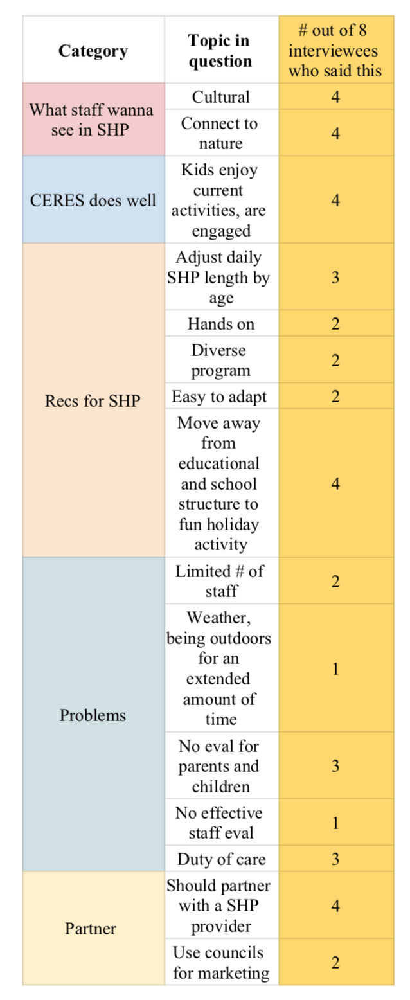 Category
Topic in
question
# out of 8
interviewees
who said this
What staff wanna
see in SHP
Cultural
4
Connect to
nature
4
CERES does well
Kids enjoy
current
activities, are
engaged
4
Recs for SHP
Adjust daily
SHP length by
age
3
Hands on
2
Diverse
program
2
Easy to adapt
2
Move away
from
educational
and school
structure to
fun holiday
activity
4
Problems
Limited # of
staff
2
Weather,
being outdoors
for an
extended
amount of
time
1
No eval for
parents and
children
3
No effective
staff eval
1
Duty of care
3
Partner
Should partner
with a SHP
provider
4
Use councils
for marketing
2